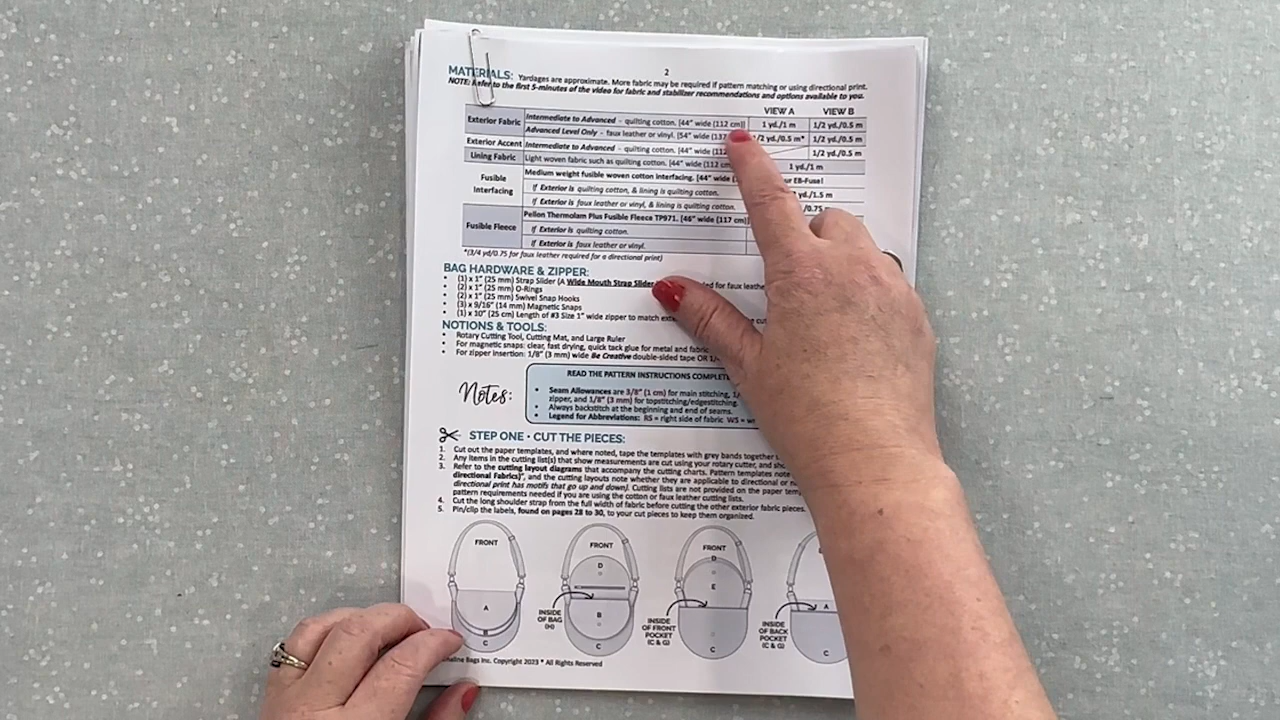 2
MATERIALS: Yardages are approximate. More fabric may be required if pattern matching or using directional print.
NOTE: Refer to the first 5-minutes of the video for fabric and stabilizer recommendations and options available to you.
VIEW A VIEW B
Exterior Fabric Intermediate to Advanced - quilting cotton. [44" wide (112 cm)] 1 yd./1 m 1/2 yd./0.5 m
Advanced Level Only - faux leather or vinyl. [54" wide (137 1/2 yd./0.5 m* 1/2 yd./0.5 m
Exterior Accent Intermediate to Advanced - quilting cotton. [44" wide (112 1/2 yd./0.5 m
Lining Fabric Light woven fabric such as quilting cotton. [44" wide (112 cm 1 yd./1 m
Fusible Interfacing Medium weight fusible woven cotton interfacing. [44" wide EB-Fuse!
If Exterior is quilting cotton, & lining is quilting cotton. yd./1.5 m
If Exterior is faux leather or vinyl, & lining is quilting cotton. /0.75
Fusible Fleece Pellon Thermolam Plus Fusible Fleece TP971. [46" wide (117 cm)]
If Exterior is quilting cotton.
If Exterior is faux leather or vinyl.
*(3/4 yd/0.75 for faux leather required for a directional print)
BAG HARDWARE & ZIPPER:
• (1) x 1" (25 mm) Strap Slider (A Wide Mouth Strap Slider for faux leathe
• (2) x 1" (25 mm) O-Rings
• (2) x 1" (25 mm) Swivel Snap Hooks
• (3) x 9/16" (14 mm) Magnetic Snaps
• (1) x 10" (25 cm) Length of #3 Size 1" wide zipper to match
NOTIONS & TOOLS:
• Rotary Cutting Tool, Cutting Mat, and Large Ruler
• For magnetic snaps: clear, fast drying, quick tack glue for metal and fabric
• For zipper insertion: 1/8" (3 mm) wide Be Creative double-sided tape OR
Notes:
READ THE PATTERN INSTRUCTIONS
• Seam Allowances are 3/8" (1 cm) for main stitching,
zipper, and 1/8" (3 mm) for topstitching/edgestitching.
• Always backstitch at the beginning and end of seams.
• Legend for Abbreviations: RS = right side of fabric WS =
STEP ONE • CUT THE PIECES:
1. Cut out the paper templates, and where noted, tape the templates with grey bands together
2. Any items in the cutting list(s) that show measurements are cut using your rotary cutter, and
3. Refer to the cutting layout diagrams that accompany the cutting charts. Pattern templates note
directional Fabrics)", and the cutting layouts note whether they are applicable to directional or
directional print has motifs that go up and down). Cutting lists are not provided on the paper
pattern requirements needed if you are using the cotton or faux leather cutting lists.
4. Cut the long shoulder strap from the full width of fabric before cutting the other exterior fabric pieces.
5. Pin/clip the labels, found on pages 28 to 30, to your cut pieces to keep them organized.
FRONT
A
B
C
FRONT
D
B
C
INSIDE
OF BAG
(H)
FRONT
D
E
C
INSIDE
OF FRONT
POCKET
(C & G)
A
C
INSIDE
OF BACK
POCKET
(C & G)
Bags Inc. Copyright 2023 * All Rights Reserved